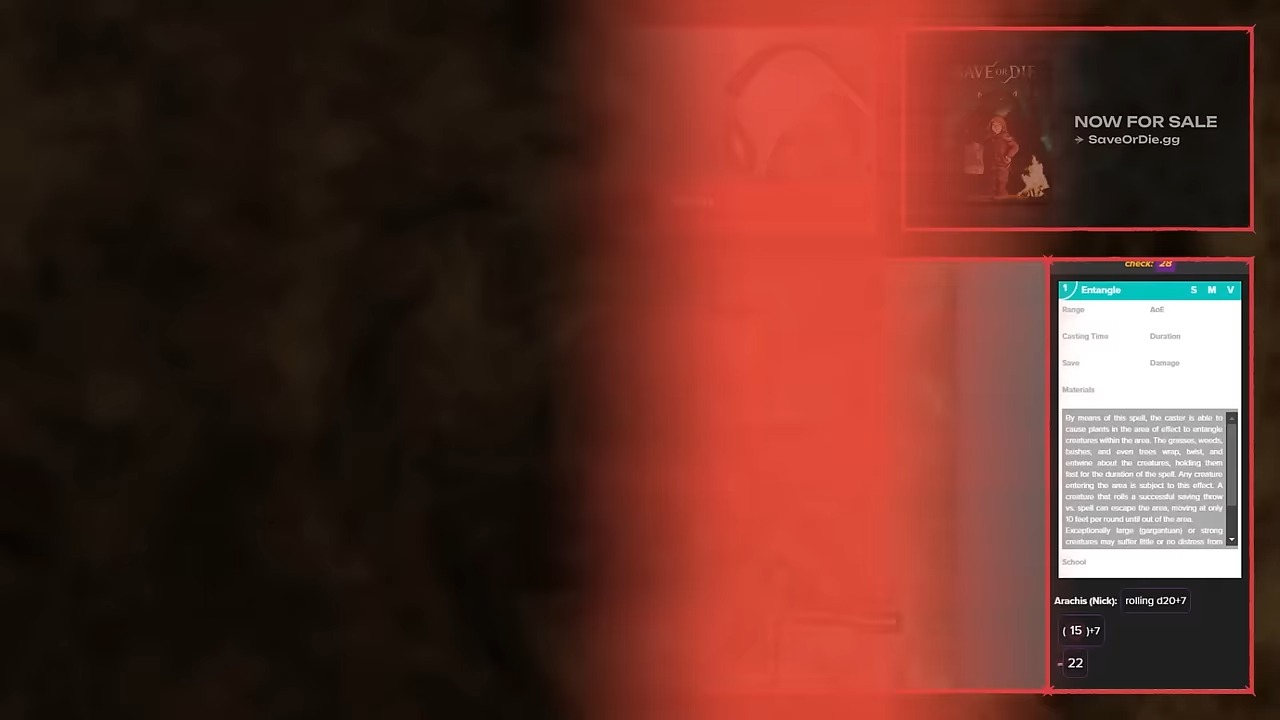 SAVE OR DIE
NOW FOR SALE
→ SaveOrDie.gg
check: 28
1 Entangle S M V
Range AoE
Casting Time Duration
Save Damage
Materials
By means of this spell, the caster is able to
cause plants in the area of effect to entangle
creatures within the area. The grasses, weeds,
bushes, and even trees wrap, twist, and
entwine about the creatures, holding them
fast for the duration of the spell. Any creature
entering the area is subject to this effect. A
creature that rolls a successful saving throw
vs. spell can escape the area, moving at only
10 feet per round until out of the area.
Exceptionally large (gargantuan) or strong
creatures may suffer little or no distress from
School
Arachis (Nick): rolling d20+7
( 15 )+7
= 22